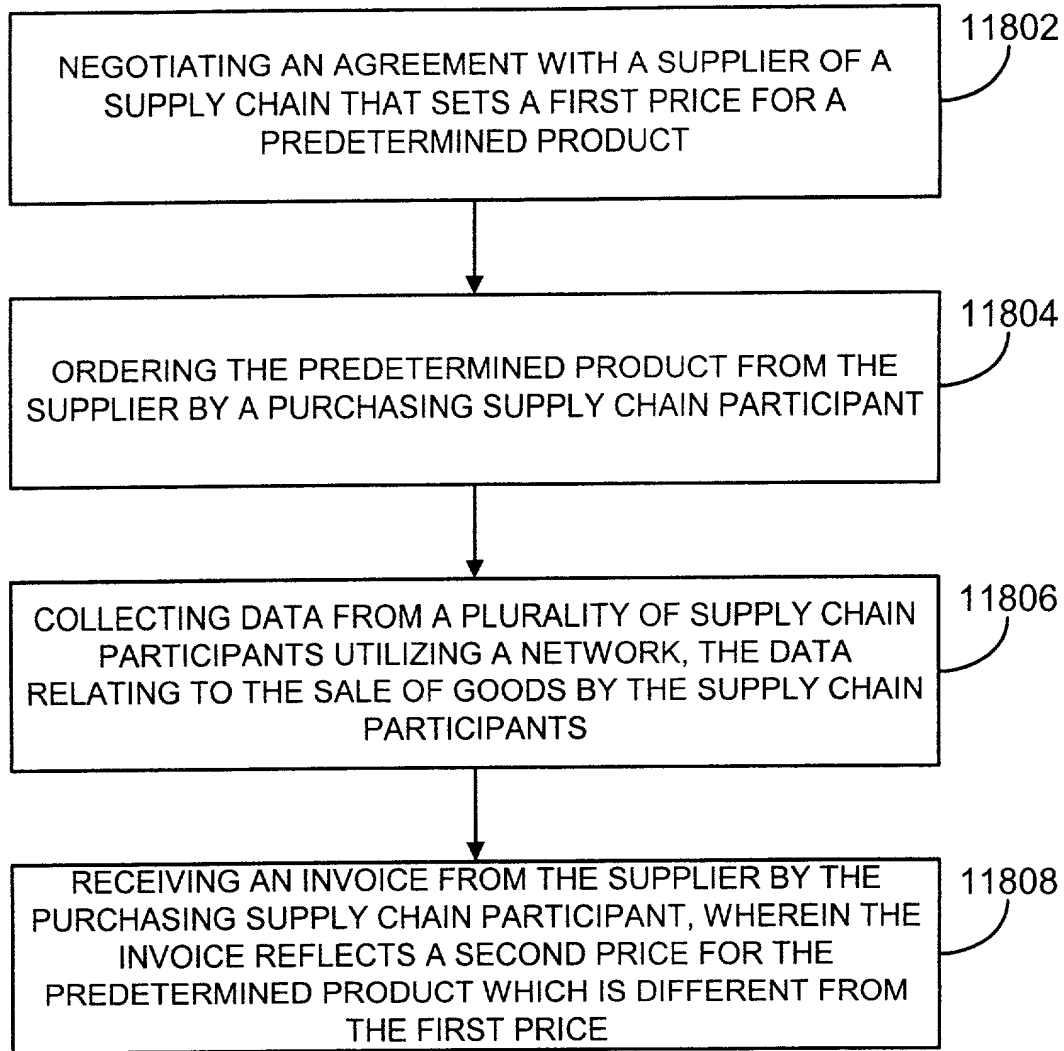 11802
NEGOTIATING AN AGREEMENT WITH A SUPPLIER OF A
SUPPLY CHAIN THAT SETS A FIRST PRICE FOR A
PREDETERMINED PRODUCT
11804
ORDERING THE PREDETERMINED PRODUCT FROM THE
SUPPLIER BY A PURCHASING SUPPLY CHAIN PARTICIPANT
11806
COLLECTING DATA FROM A PLURALITY OF SUPPLY CHAIN
PARTICIPANTS UTILIZING A NETWORK, THE DATA
RELATING TO THE SALE OF GOODS BY THE SUPPLY CHAIN
PARTICIPANTS
11808
RECEIVING AN INVOICE FROM THE SUPPLIER BY THE
PURCHASING SUPPLY CHAIN PARTICIPANT, WHEREIN THE
INVOICE REFLECTS A SECOND PRICE FOR THE
PREDETERMINED PRODUCT WHICH IS DIFFERENT FROM
THE FIRST PRICE